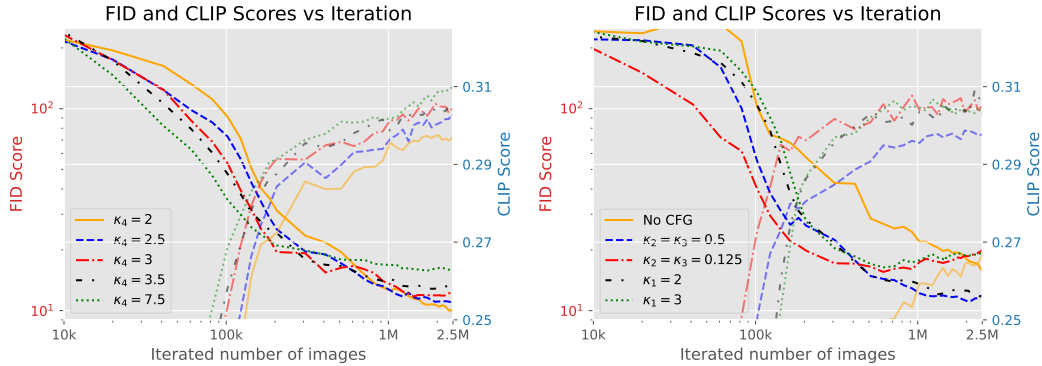 FID and CLIP Scores vs Iteration
FID Score
10²
10¹
CLIP Score
0.31
0.29
0.27
0.25
κ₄ = 2
κ₄ = 2.5
κ₄ = 3
κ₄ = 3.5
κ₄ = 7.5
10k
100k
1M
2.5M
Iterated number of images
FID and CLIP Scores vs Iteration
FID Score
10²
10¹
CLIP Score
0.31
0.29
0.27
0.25
No CFG
κ₂ = κ₃ = 0.5
κ₂ = κ₃ = 0.125
κ₁ = 2
κ₁ = 3
10k
100k
1M
2.5M
Iterated number of images